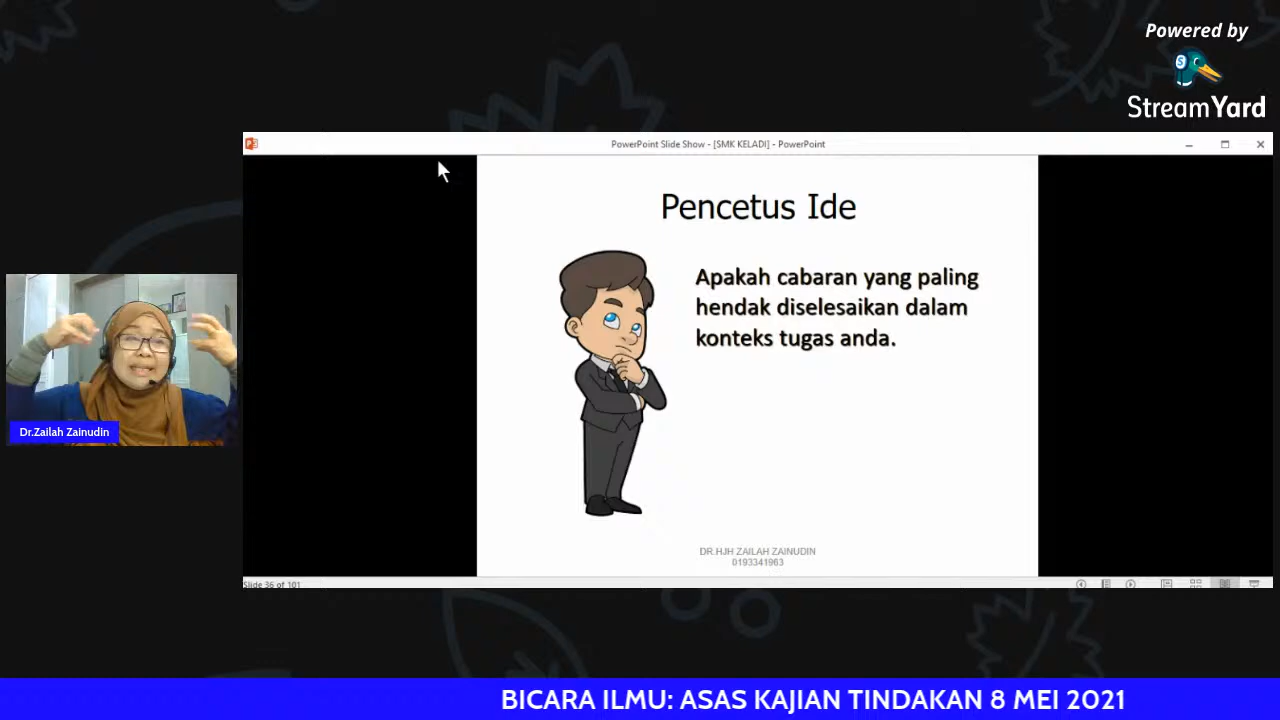 Powered by
StreamYard
PowerPoint Slide Show - [SMK KELADI] - PowerPoint
Pencetus Ide
Apakah cabaran yang paling
hendak diselesaikan dalam
konteks tugas anda.
Dr.Zailah Zainudin
DR.HJH ZAILAH ZAINUDIN
0193341963
Slide 36 of 101
BICARA ILMU: ASAS KAJIAN TINDAKAN 8 MEI 2021